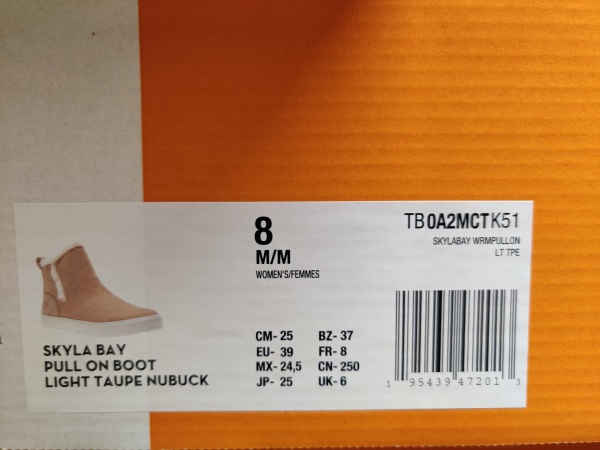 8
M/M
WOMEN'S/FEMMES
TB0A2MCTK51
SKYLABAY WRMPULLON
LT TPE
SKYLA BAY
PULL ON BOOT
LIGHT TAUPE NUBUCK
CM- 25 BZ- 37
EU- 39 FR- 8
MX- 24,5 CN- 250
JP- 25 UK- 6
1 95439 47201 3